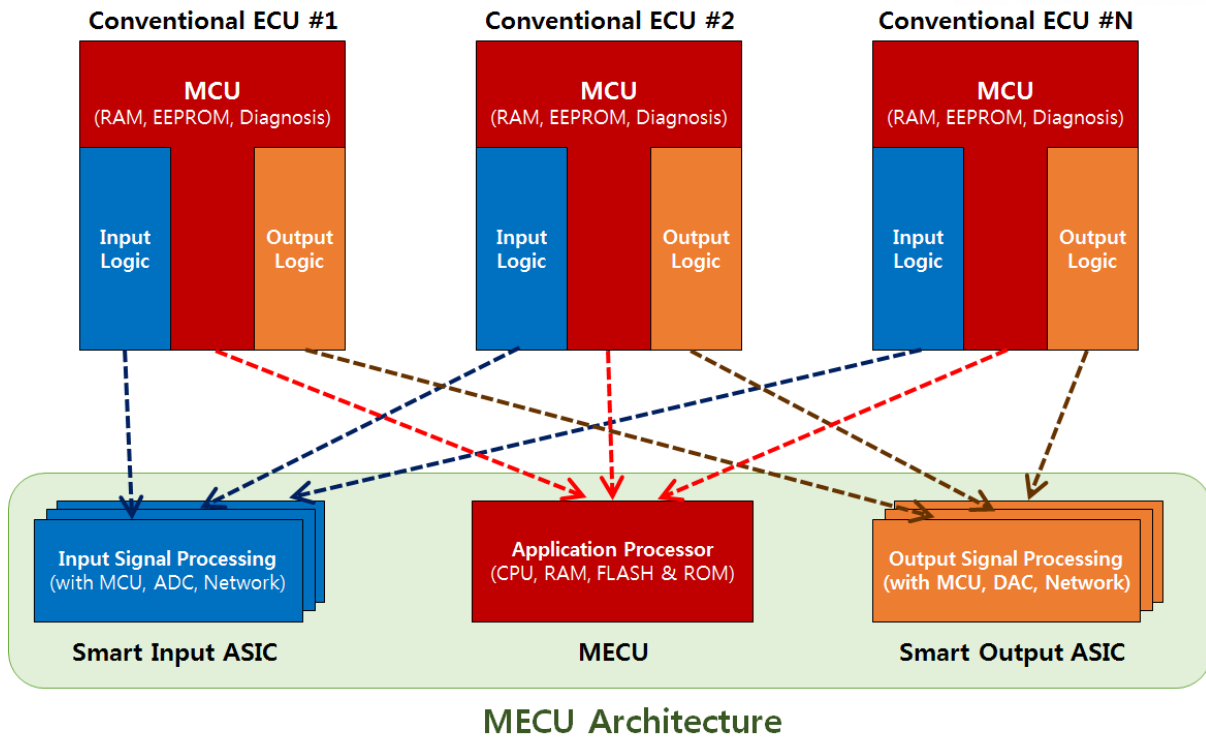 Conventional ECU #1
Conventional ECU #2
Conventional ECU #N
MCU
(RAM, EEPROM, Diagnosis)
MCU
(RAM, EEPROM, Diagnosis)
MCU
(RAM, EEPROM, Diagnosis)
Input
Logic
Output
Logic
Input
Logic
Output
Logic
Input
Logic
Output
Logic
Input Signal Processing
(with MCU, ADC, Network)
Application Processor
(CPU, RAM, FLASH & ROM)
Output Signal Processing
(with MCU, DAC, Network)
Smart Input ASIC
MECU
Smart Output ASIC
MECU Architecture